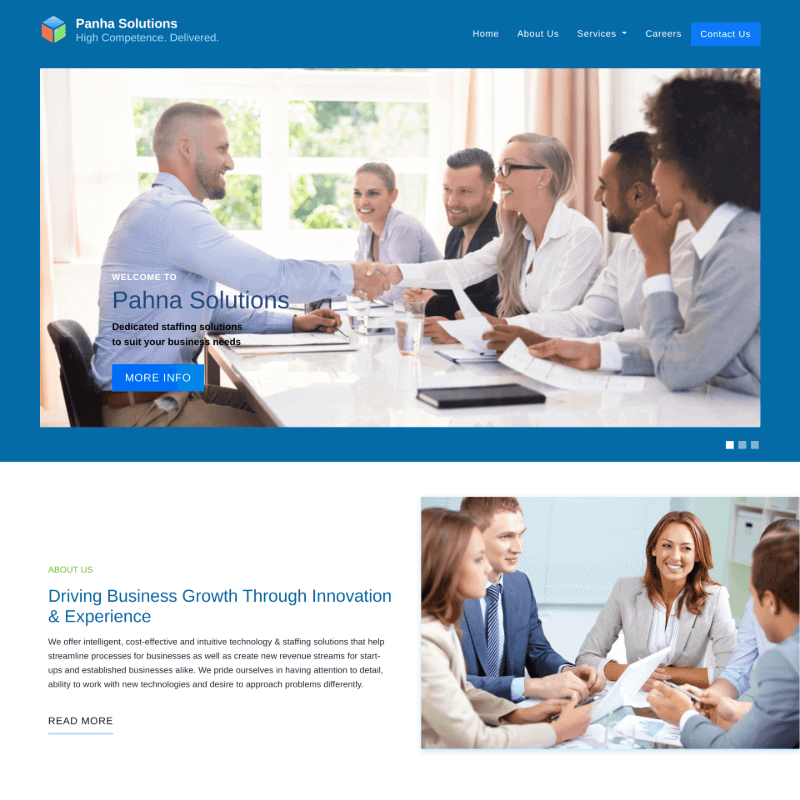 Panha Solutions
High Competence. Delivered.
Home About Us Services Careers Contact Us
WELCOME TO
Pahna Solutions
Dedicated staffing solutions
to suit your business needs
MORE INFO
ABOUT US
Driving Business Growth Through Innovation
& Experience
We offer intelligent, cost-effective and intuitive technology & staffing solutions that help
streamline processes for businesses as well as create new revenue streams for start-
ups and established businesses alike. We pride ourselves in having attention to detail,
ability to work with new technologies and desire to approach problems differently.
READ MORE